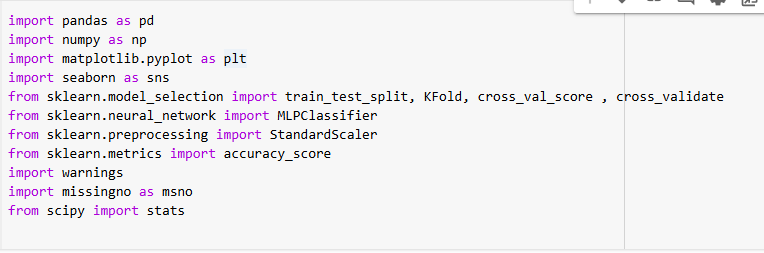 import pandas as pd
import numpy as np
import matplotlib.pyplot as plt
import seaborn as sns
from sklearn.model_selection import train_test_split, KFold, cross_val_score , cross_validate
from sklearn.neural_network import MLPClassifier
from sklearn.preprocessing import StandardScaler
from sklearn.metrics import accuracy_score
import warnings
import missingno as msno
from scipy import stats